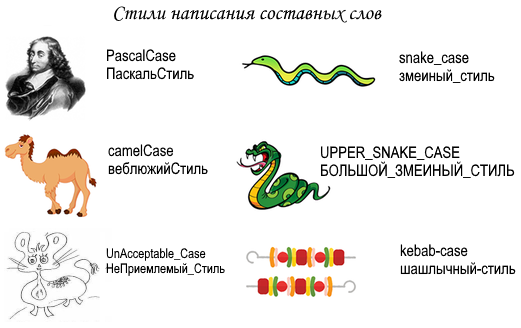 Стили написания составных слов
PascalCase
ПаскальСтиль
snake_case
змеиный_стиль
camelCase
веблюжийСтиль
UPPER_SNAKE_CASE
БОЛЬШОЙ_ЗМЕИНЫЙ_СТИЛЬ
UnAcceptable_Case
НеПриемлемый_Стиль
kebab-case
шашлычный-стиль